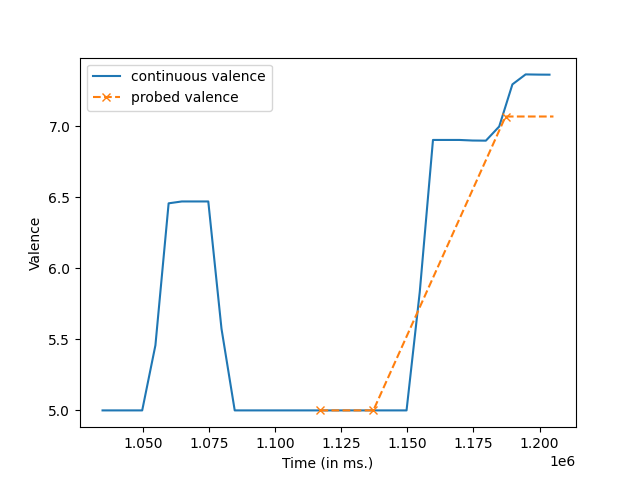 continuous valence
probed valence
7.0
6.5
6.0
5.5
5.0
Valence
1.050 1.075 1.100 1.125 1.150 1.175 1.200
1e6
Time (in ms.)